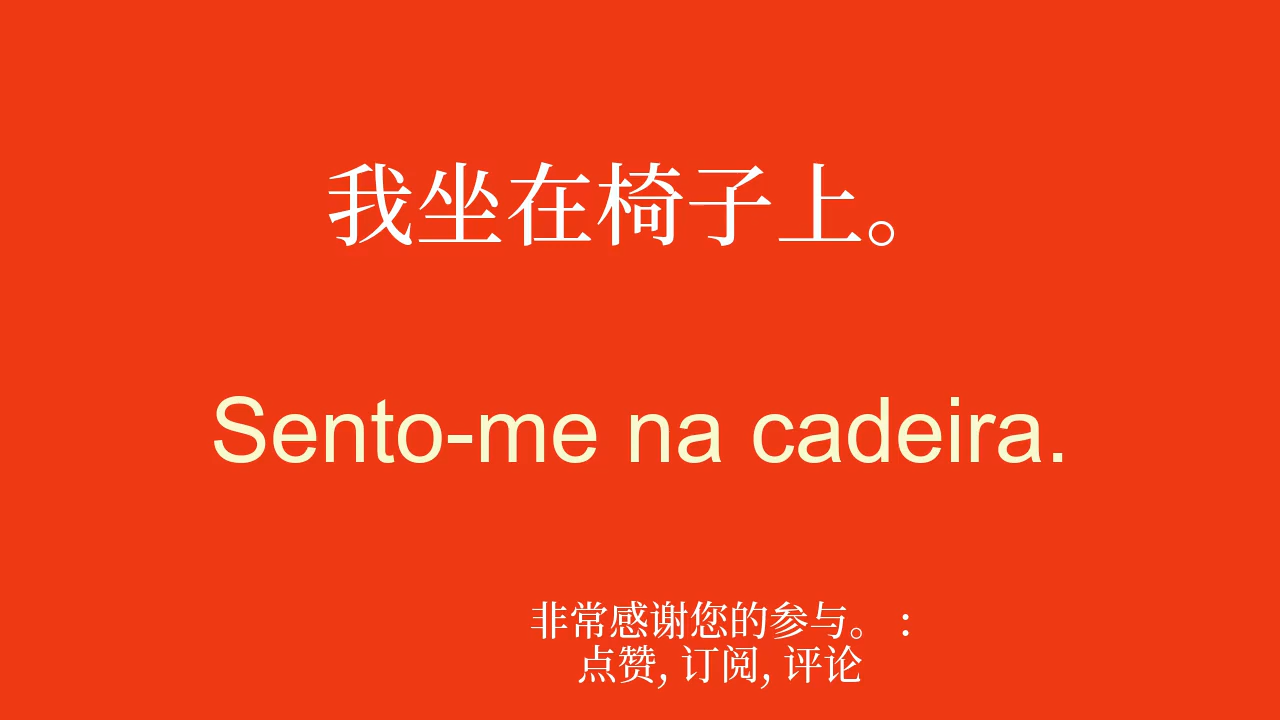 我坐在椅子上。
Sento-me na cadeira.
非常感谢您的参与。 :
点赞, 订阅, 评论